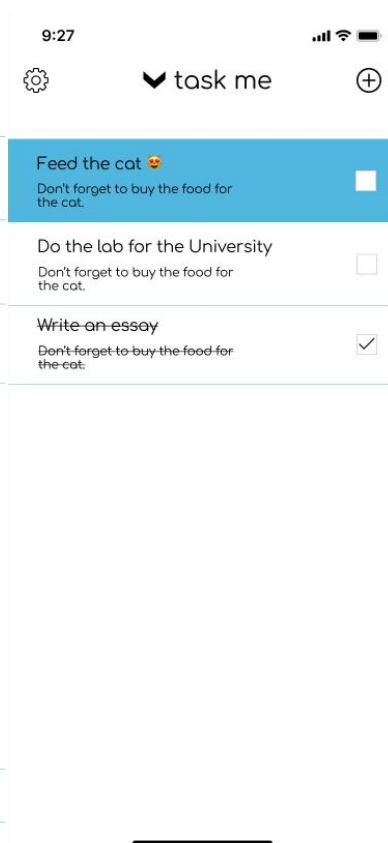 9:27
task me
Feed the cat 😍
Don't forget to buy the food for
the cat.
Do the lab for the University
Don't forget to buy the food for
the cat.
Write an essay
Don't forget to buy the food for
the cat.